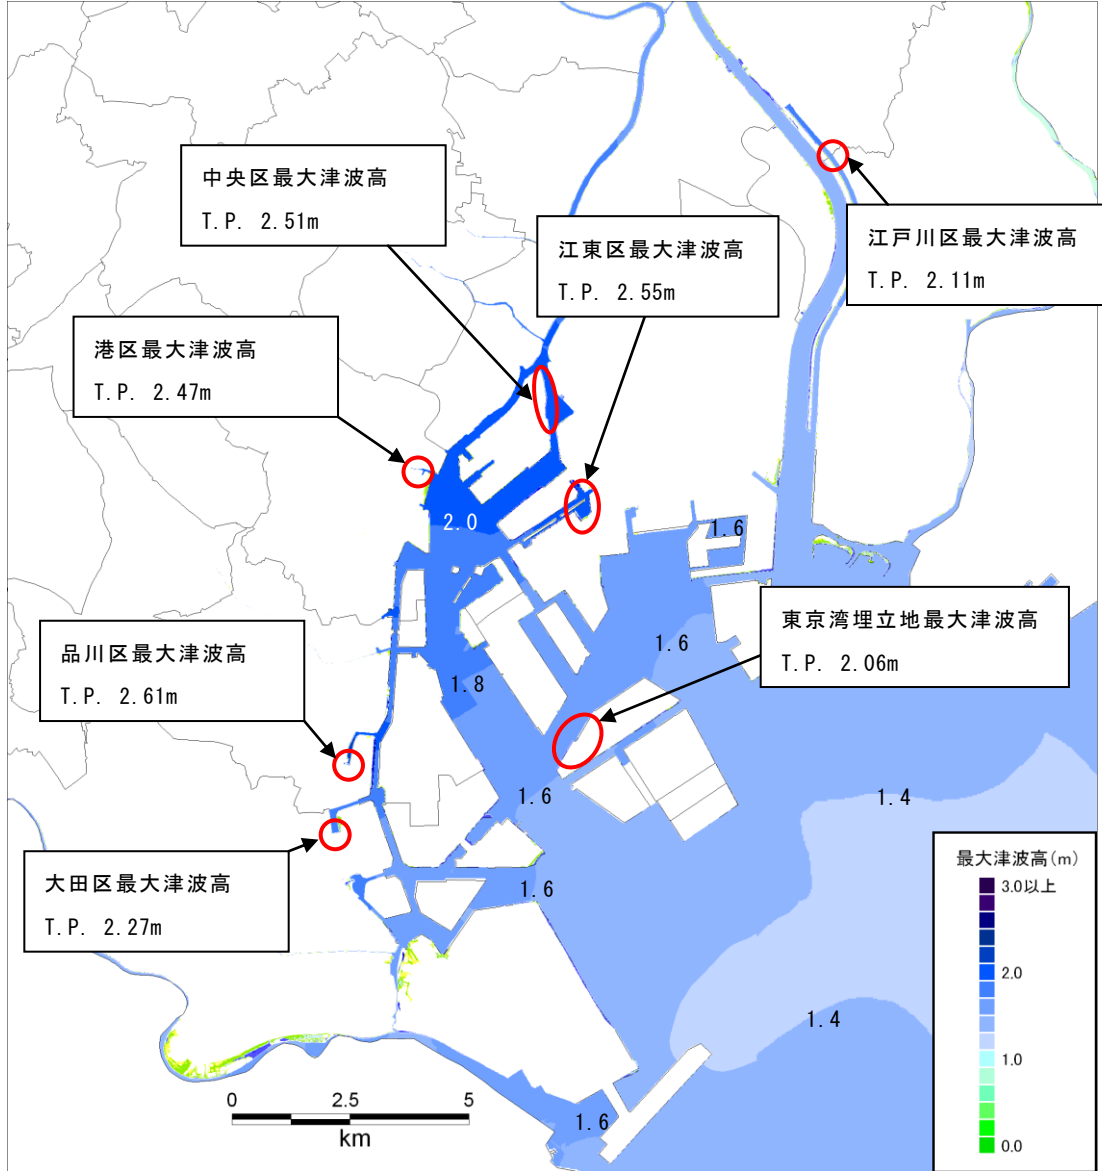 中央区最大津波高
T.P. 2.51m
江東区最大津波高
T.P. 2.55m
江戸川区最大津波高
T.P. 2.11m
港区最大津波高
T.P. 2.47m
2.0
1.6
東京湾埋立地最大津波高
T.P. 2.06m
1.6
品川区最大津波高
T.P. 2.61m
1.8
1.6
1.4
大田区最大津波高
T.P. 2.27m
1.6
1.4
1.6
最大津波高(m)
3.0以上
2.0
1.0
0.0
0 2.5 5
km